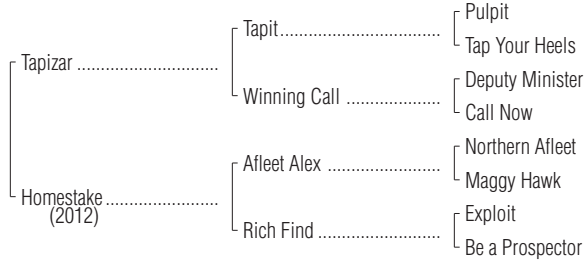 Pulpit
Tapit
Tap Your Heels
Tapizar
Deputy Minister
Winning Call
Call Now
Northern Afleet
Afleet Alex
Maggy Hawk
Homestake
(2012)
Exploit
Rich Find
Be a Prospector